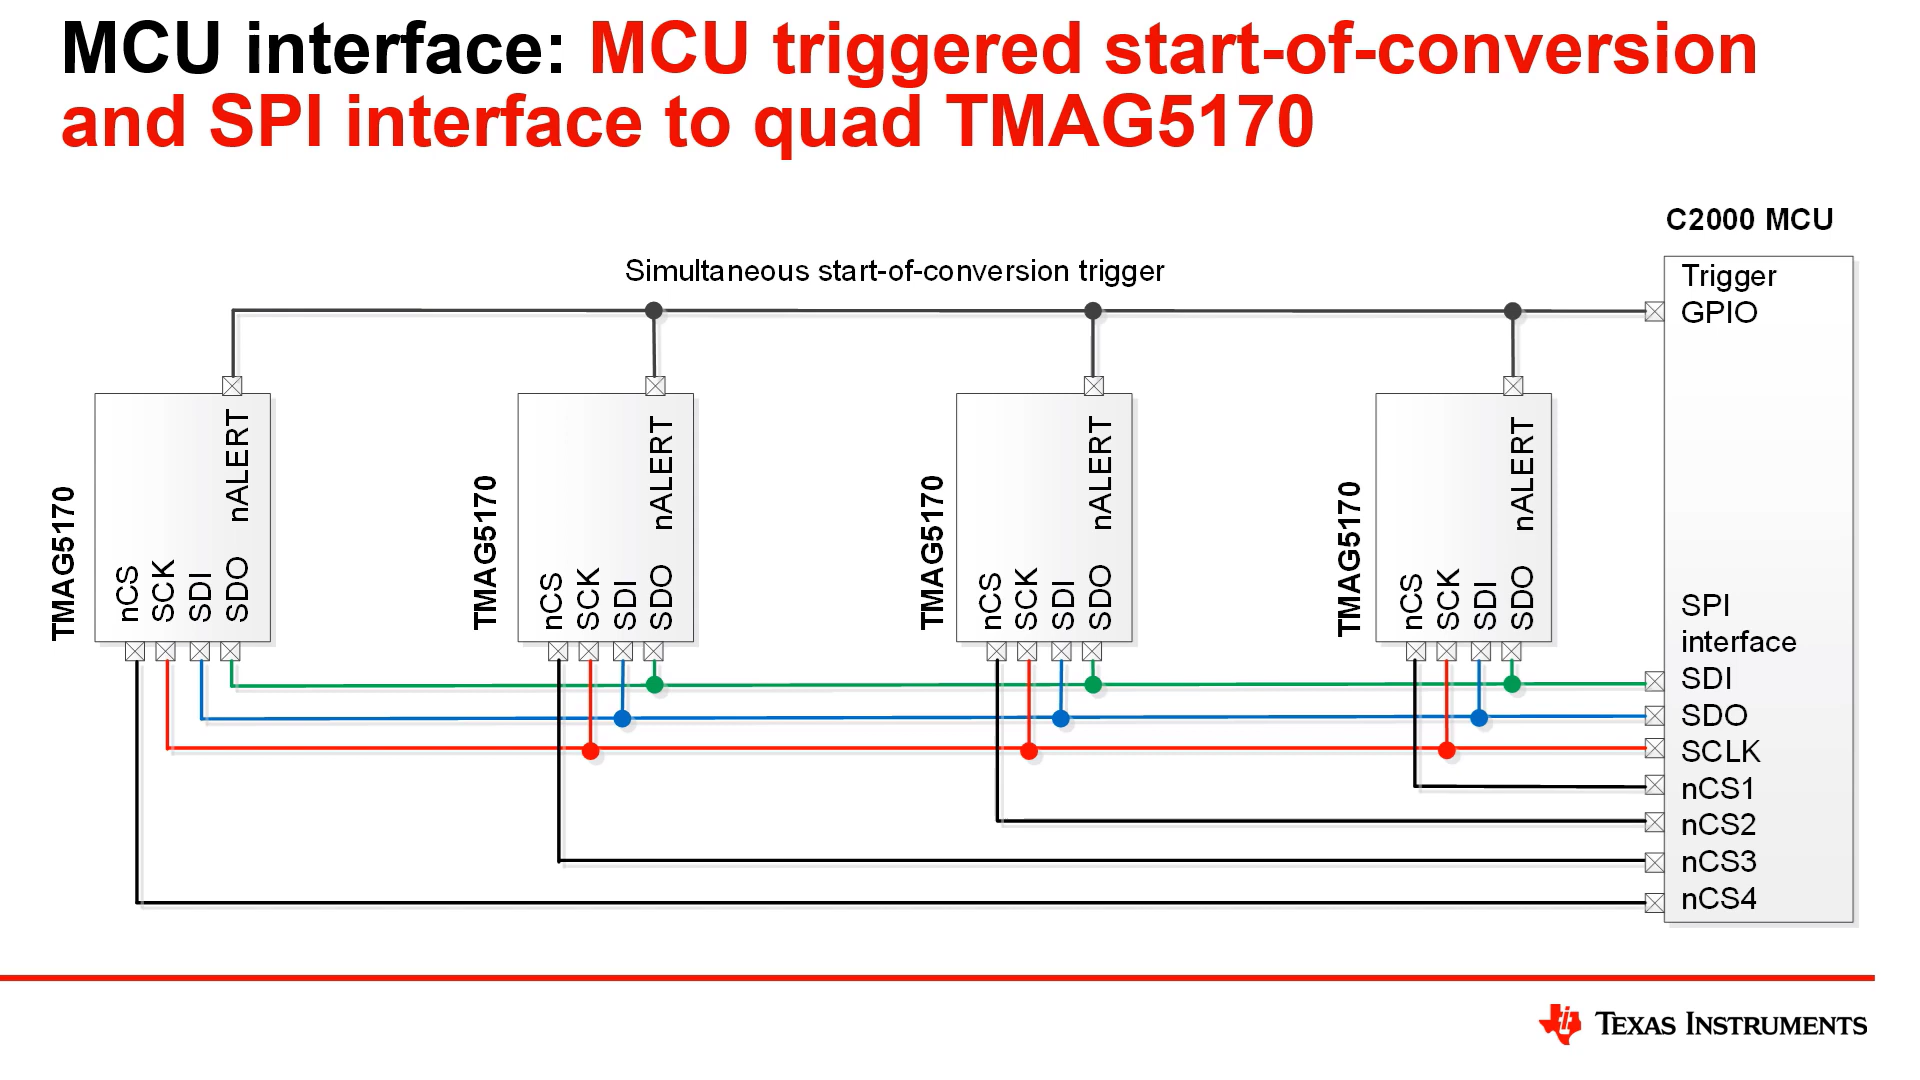 MCU interface: MCU triggered start-of-conversion
and SPI interface to quad TMAG5170
C2000 MCU
Simultaneous start-of-conversion trigger
Trigger
GPIO
TMAG5170
nALERT
nCS
SCK
SDI
SDO
TMAG5170
nALERT
nCS
SCK
SDI
SDO
TMAG5170
nALERT
nCS
SCK
SDI
SDO
TMAG5170
nALERT
nCS
SCK
SDI
SDO
SPI
interface
SDI
SDO
SCLK
nCS1
nCS2
nCS3
nCS4
TEXAS INSTRUMENTS